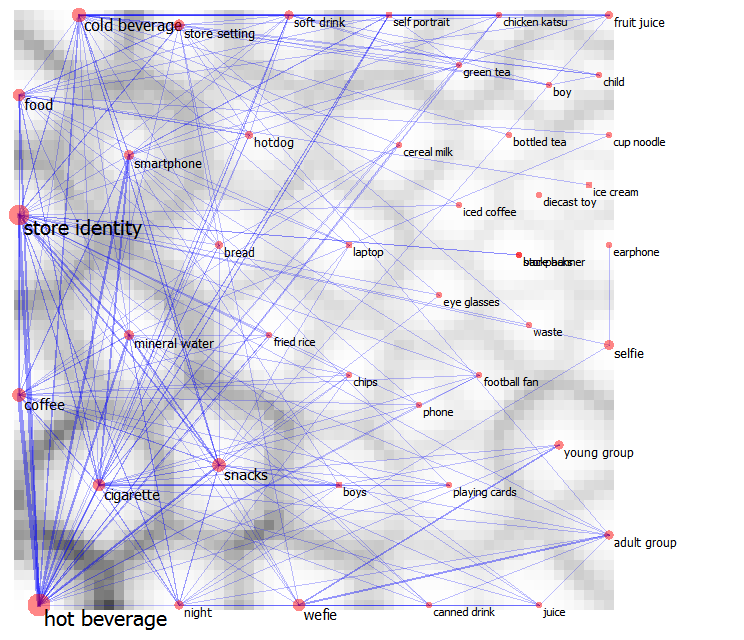 cold beverage
store setting
soft drink
self portrait
chicken katsu
fruit juice
green tea
child
boy
food
smartphone
hotdog
cereal milk
bottled tea
cup noodle
ice cream
diecast toy
iced coffee
store identity
bread
laptop
earphone
eye glasses
waste
mineral water
fried rice
selfie
chips
football fan
coffee
phone
young group
snacks
cigarette
boys
playing cards
adult group
hot beverage
night
wefie
canned drink
juice